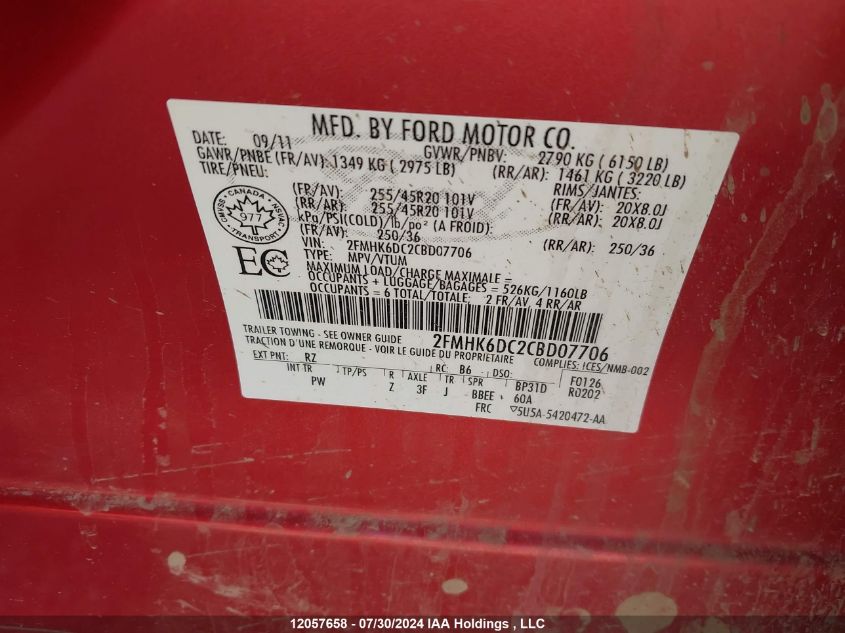 MFD. BY FORD MOTOR CO.
DATE: 09/11 GVWR/PNBV: 2790 KG ( 6150 LB)
GAWR/PNBE (FR/AV): 1349 KG ( 2975 LB) (RR/AR): 1461 KG ( 3220 LB)
TIRE/PNEU: RIMS/JANTES:
(FR/AV): 255/45R20 101V (FR/AV): 20X8.0J
(RR/AR): 255/45R20 101V (RR/AR): 20X8.0J
kPa/PSI(COLD)/lb/po² (A FROID):
(FR/AV): 250/36 (RR/AR): 250/36
CANADA
CMVSS 977 NSVAC
TRANSPORT
EC
VIN: 2FMHK6DC2CBD07706
TYPE: MPV/VTUM
MAXIMUM LOAD/CHARGE MAXIMALE =
OCCUPANTS + LUGGAGE/BAGAGES = 526KG/1160LB
OCCUPANTS = 6 TOTAL/TOTALE: 2 FR/AV 4 RR/AR
TRAILER TOWING - SEE OWNER GUIDE 2FMHK6DC2CBD07706
TRACTION D'UNE REMORQUE - VOIR LE GUIDE DU PROPRIETAIRE COMPLIES: ICES/NMB-002
EXT PNT: RZ RC: B6 DSO: F0126
INT TR TP/PS R AXLE TR SPR BP31D R0202
PW Z 3F J BBEE 60A
FRC ▽5U5A-5420472-AA
12057658 - 07/30/2024 IAA Holdings , LLC